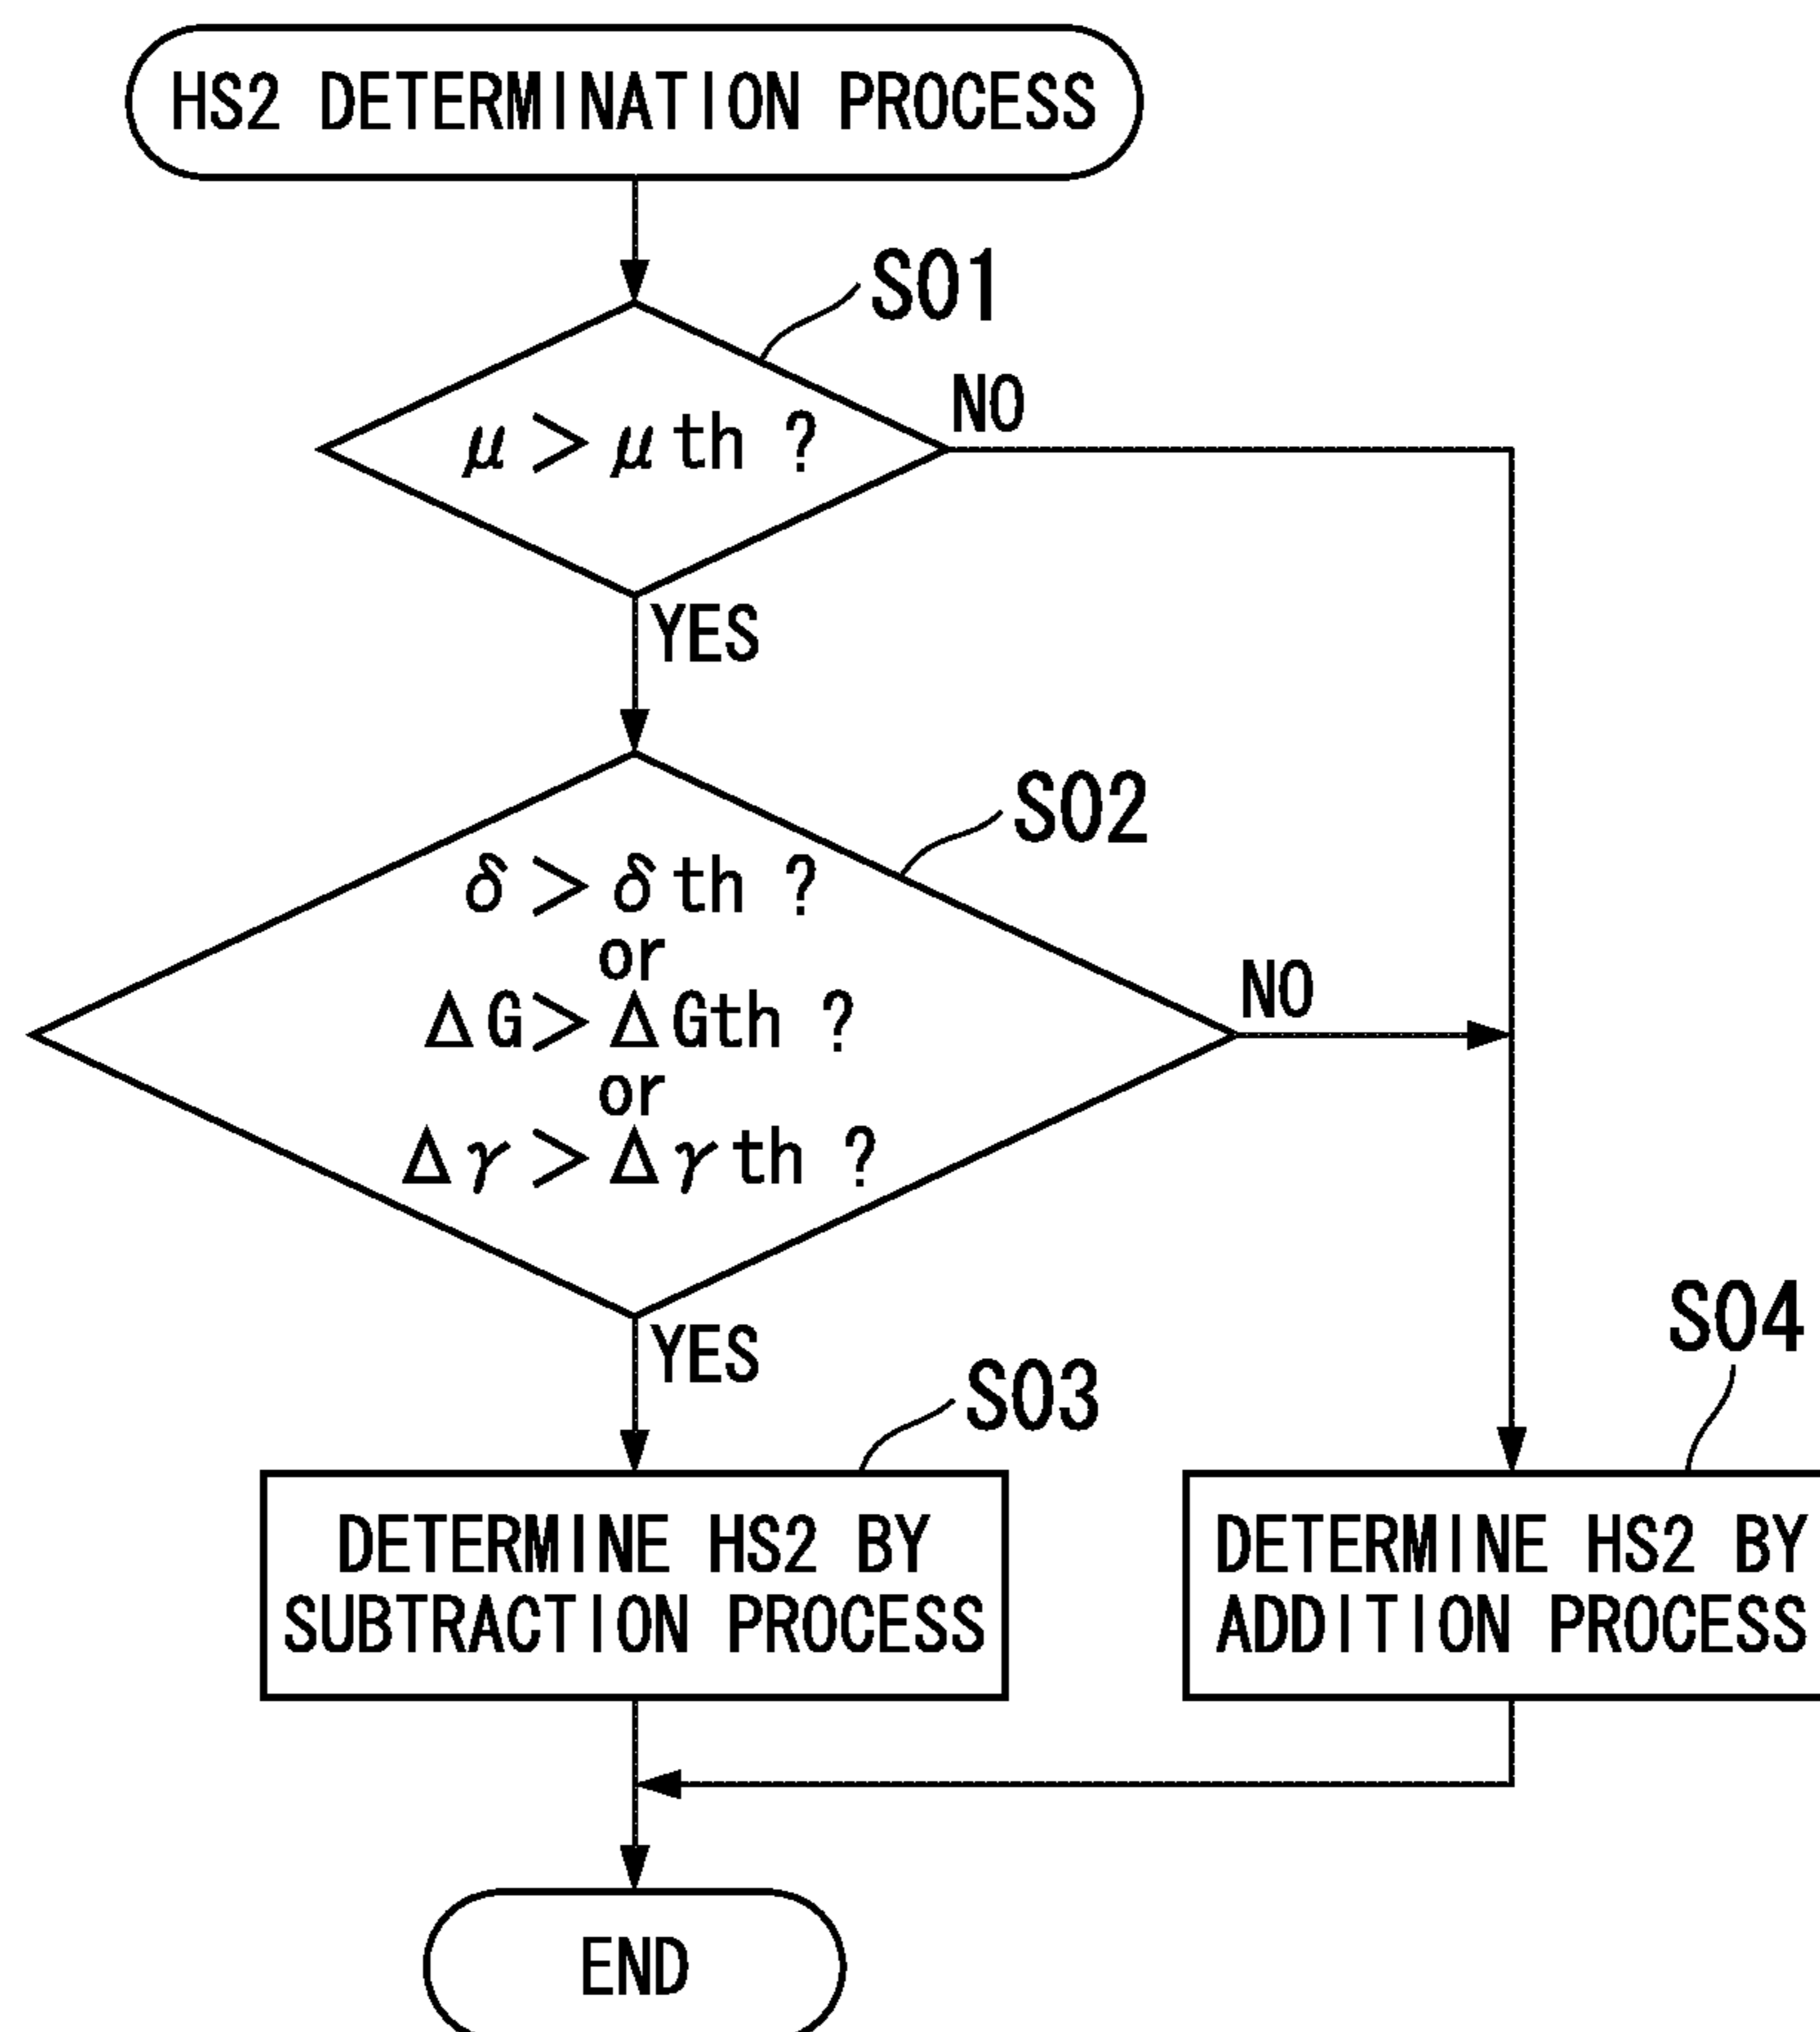 HS2 DETERMINATION PROCESS
S01
μ > μth ?
NO
YES
S02
δ > δth ?
or
ΔG > ΔGth ?
or
Δγ > Δγth ?
NO
YES
S03
S04
DETERMINE HS2 BY
SUBTRACTION PROCESS
DETERMINE HS2 BY
ADDITION PROCESS
END